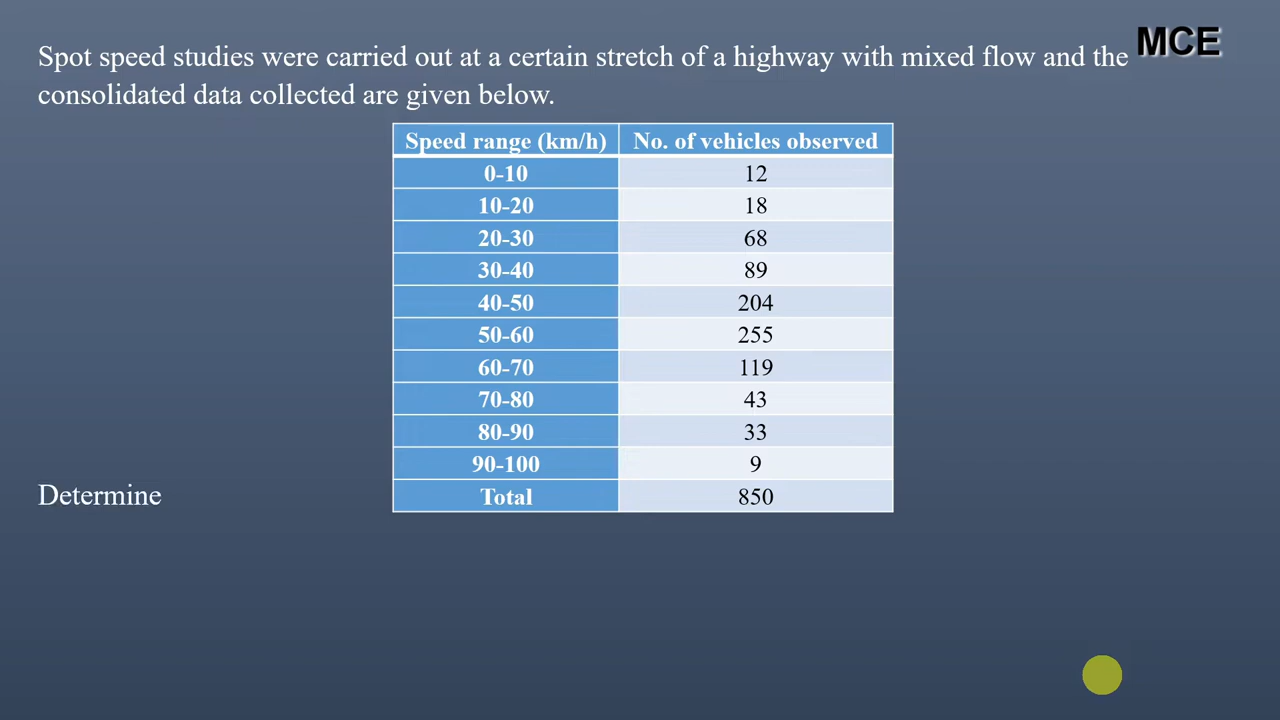 MCE
Spot speed studies were carried out at a certain stretch of a highway with mixed flow and the
consolidated data collected are given below.
Speed range (km/h) No. of vehicles observed
0-10 12
10-20 18
20-30 68
30-40 89
40-50 204
50-60 255
60-70 119
70-80 43
80-90 33
90-100 9
Total 850
Determine